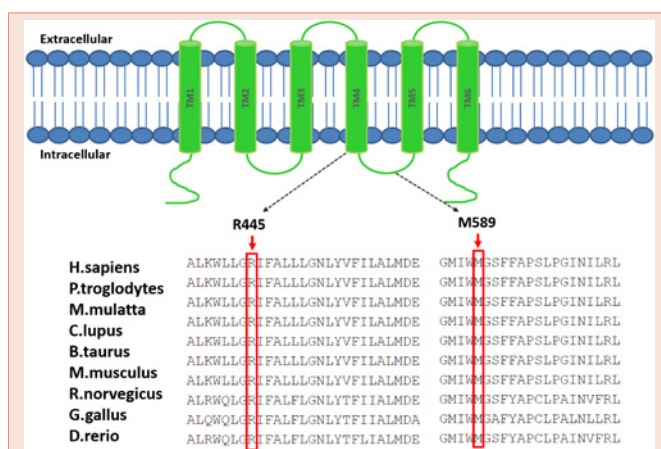 Extracellular
TM1 TM2 TM3 TM4 TM5 TM6
Intracellular
R445 M589
H.sapiens ALKWLLGRIFALLLGNLYVFILALMDE GMIWMGSFFAPSLPGINILRL
P.troglodytes ALKWLLGRIFALLLGNLYVFILALMDE GMIWMGSFFAPSLPGINILRL
M.mulatta ALKWLLGRIFALLLGNLYVFILALMDE GMIWMGSFFAPSLPGINILRL
C.lupus ALKWLLGRIFALLLGNLYVFILALMDE GMIWMGSFFAPSLPGINILRL
B.taurus ALKWLLGRIFALLLGNLYVFILALMDE GMIWMGSFFAPSLPGINILRL
M.musculus ALKWLLGRIFALLLGNLYVFILALMDE GMIWMGSFFAPSLPGINILRL
R.norvegicus ALRWQLGRIFALFLGNLYTFIIALMDE GMIWMGSFYAPCLPAINVFRL
G.gallus ALQWQLGRIFALFLGNLYTFIIALMDA GMIWMGAFYAPCLPALNLLRL
D.rerio ALRWQLGRIFALFLGNLYTFLIALMDE GMIWMGSFYAPCLPAINVFRL